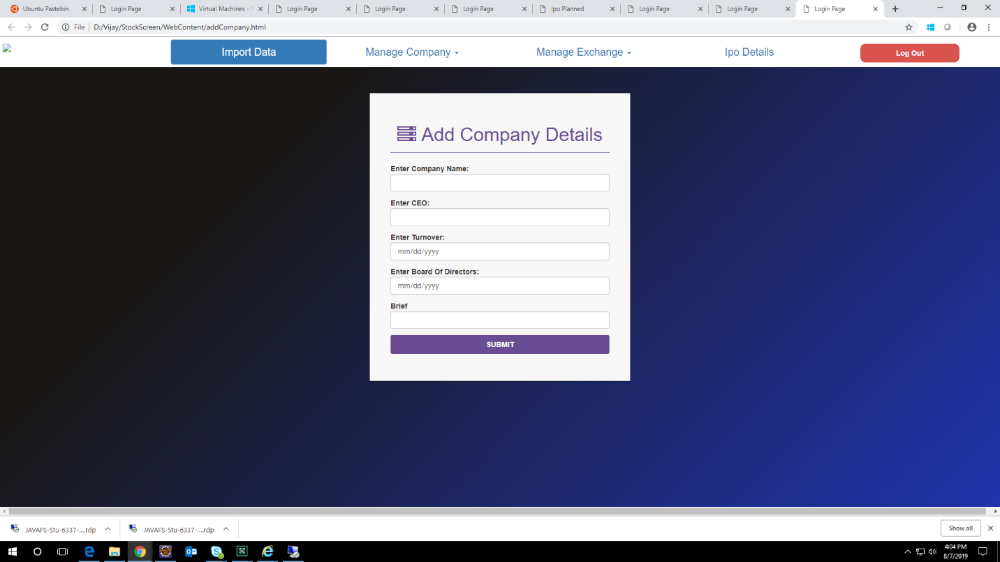 Ubuntu Pastebin
Login Page
Virtual Machines - S
Login Page
Login Page
Login Page
Ipo Planned
Login Page
Login Page
Login Page
File
D:/Vijay/StockScreen/WebContent/addCompany.html
Import Data
Manage Company
Manage Exchange
Ipo Details
Log Out
Add Company Details
Enter Company Name:
Enter CEO:
Enter Turnover:
mm/dd/yyyy
Enter Board Of Directors:
mm/dd/yyyy
Brief
SUBMIT
JAVAFS-Stu-6337-....rdp
JAVAFS-Stu-6337-....rdp
Show all
4:04 PM
8/7/2019